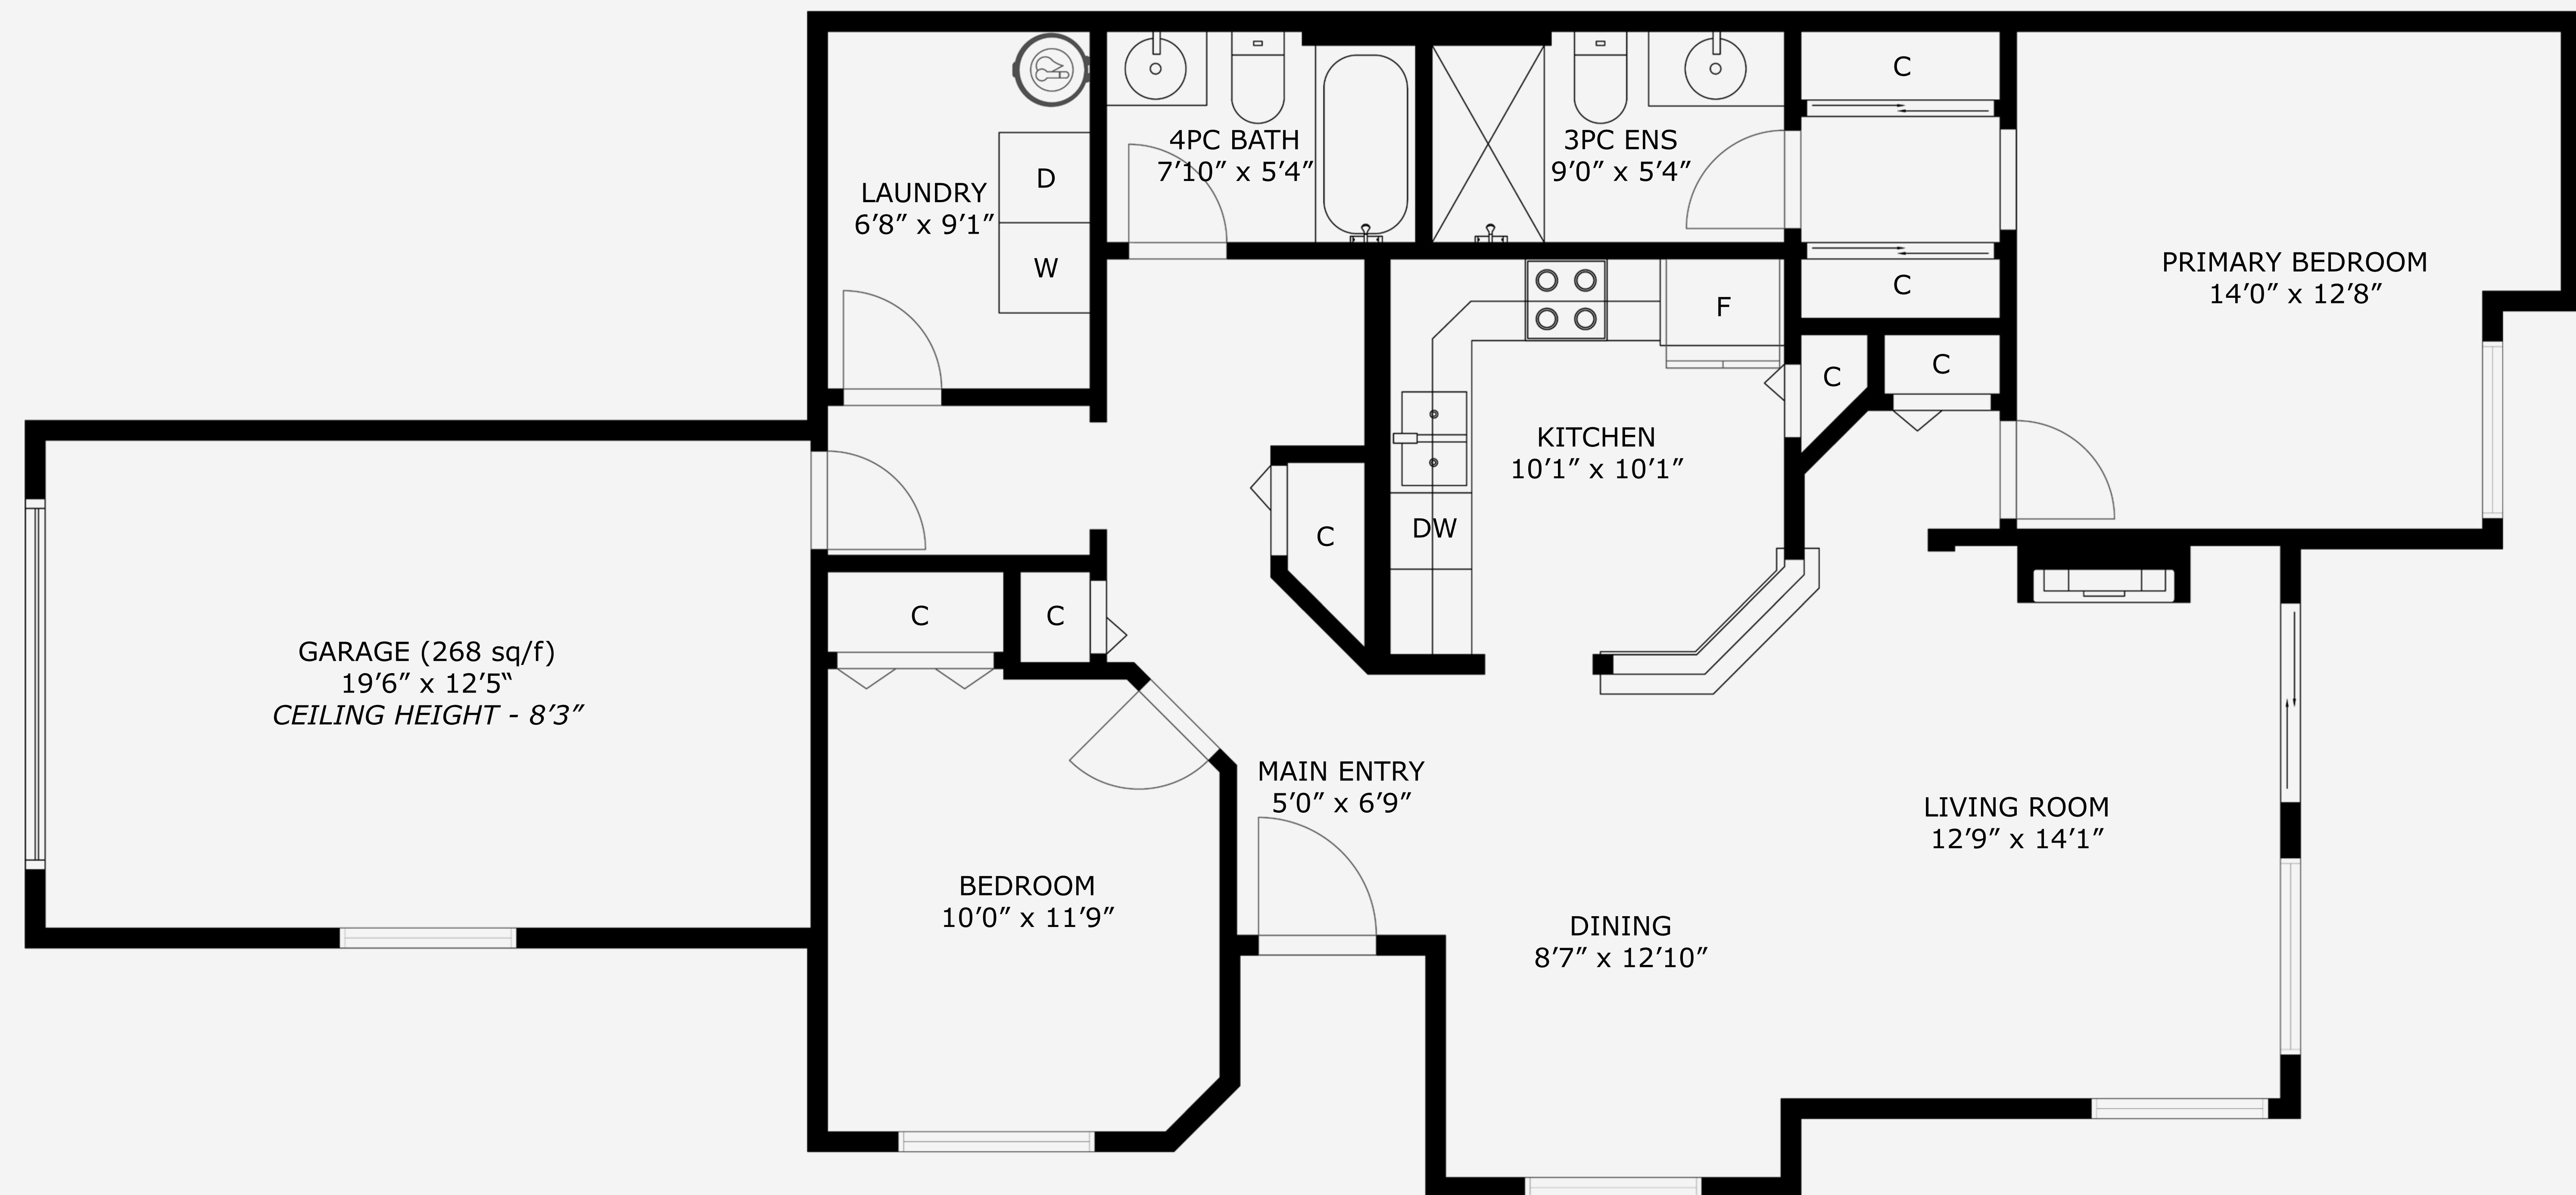 C
4PC BATH
7'10" x 5'4"
3PC ENS
9'0" x 5'4"
D
LAUNDRY
6'8" x 9'1"
W
PRIMARY BEDROOM
14'0" x 12'8"
C
F
C
C
KITCHEN
10'1" x 10'1"
DW
C
C
C
GARAGE (268 sq/f)
19'6" x 12'5“
CEILING HEIGHT - 8'3"
MAIN ENTRY
5'0" x 6'9"
LIVING ROOM
12'9" x 14'1"
BEDROOM
10'0" x 11'9"
DINING
8'7" x 12'10"